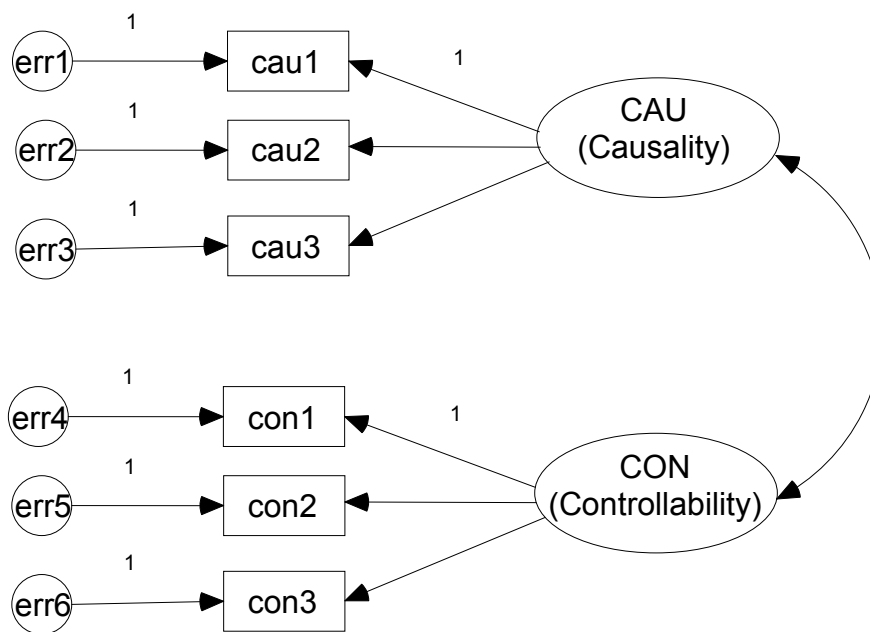 1
1
err1
cau1
CAU
(Causality)
1
err2
cau2
1
err3
cau3
1
1
err4
con1
CON
(Controllability)
1
err5
con2
1
err6
con3